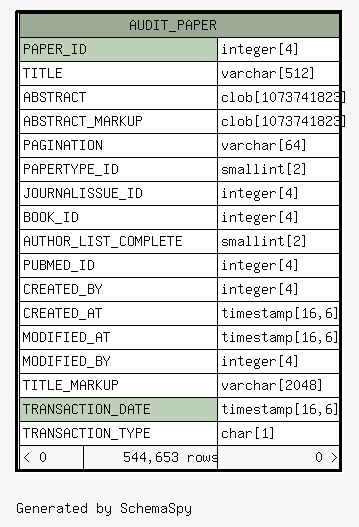 AUDIT_PAPER
PAPER_ID integer[4]
TITLE varchar[512]
ABSTRACT clob[1073741823]
ABSTRACT_MARKUP clob[1073741823]
PAGINATION varchar[64]
PAPERTYPE_ID smallint[2]
JOURNALISSUE_ID integer[4]
BOOK_ID integer[4]
AUTHOR_LIST_COMPLETE smallint[2]
PUBMED_ID integer[4]
CREATED_BY integer[4]
CREATED_AT timestamp[16,6]
MODIFIED_AT timestamp[16,6]
MODIFIED_BY integer[4]
TITLE_MARKUP varchar[2048]
TRANSACTION_DATE timestamp[16,6]
TRANSACTION_TYPE char[1]
< 0 544,653 rows 0 >
Generated by SchemaSpy